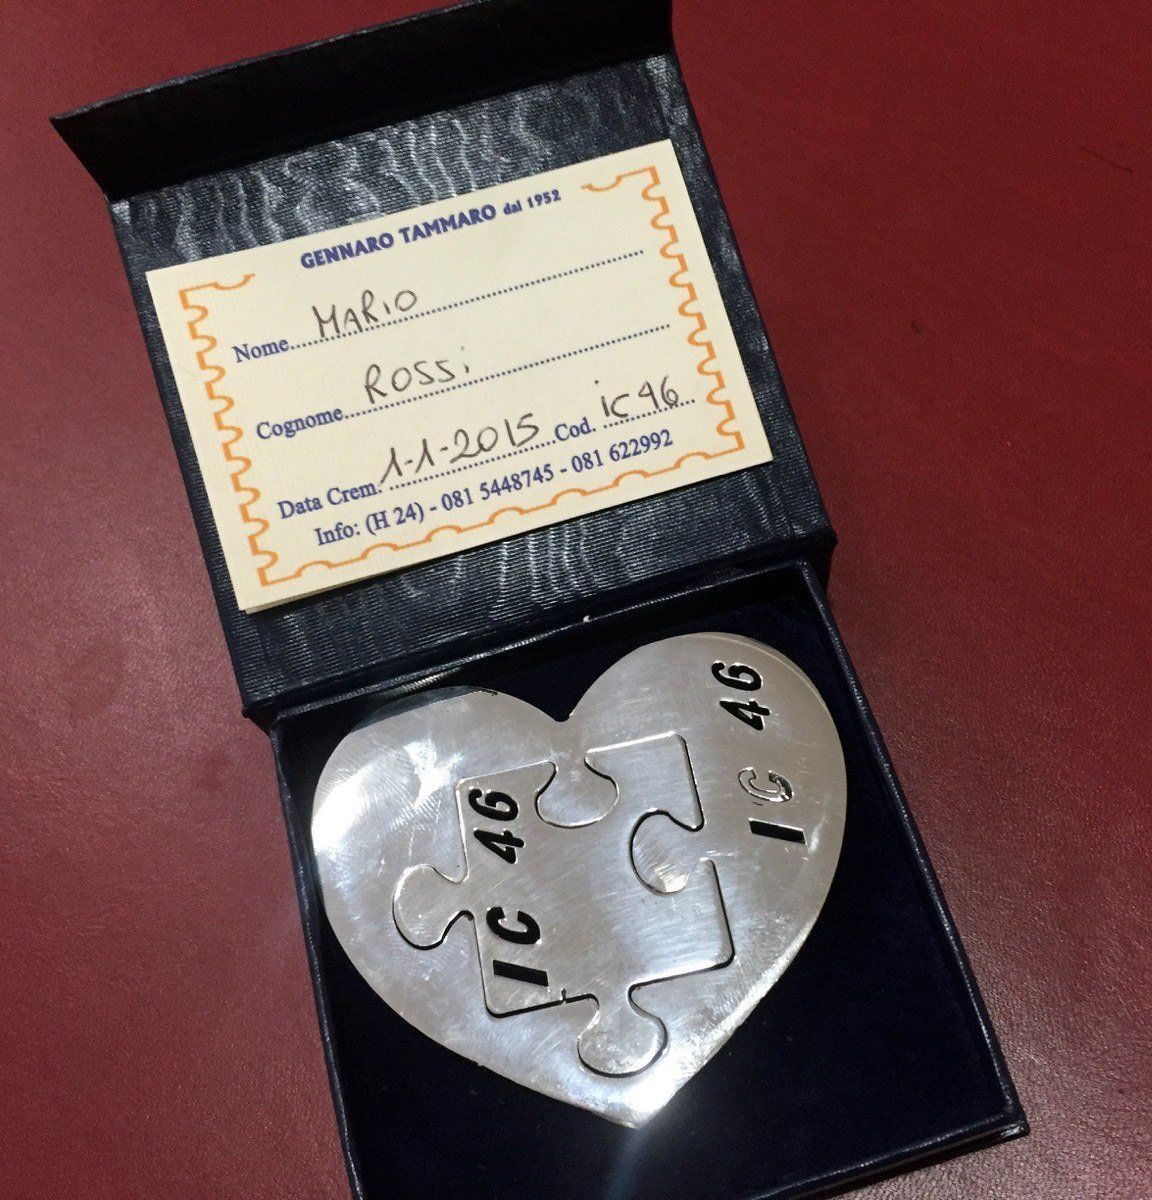 GENNARO TAMMARO dal 1952
Nome MARIO
Cognome ROSSi
Data Crem. 1-1-2015 Cod. ic46
Info: (H 24) - 081 5448745 - 081 622992
IC 46
IC 46